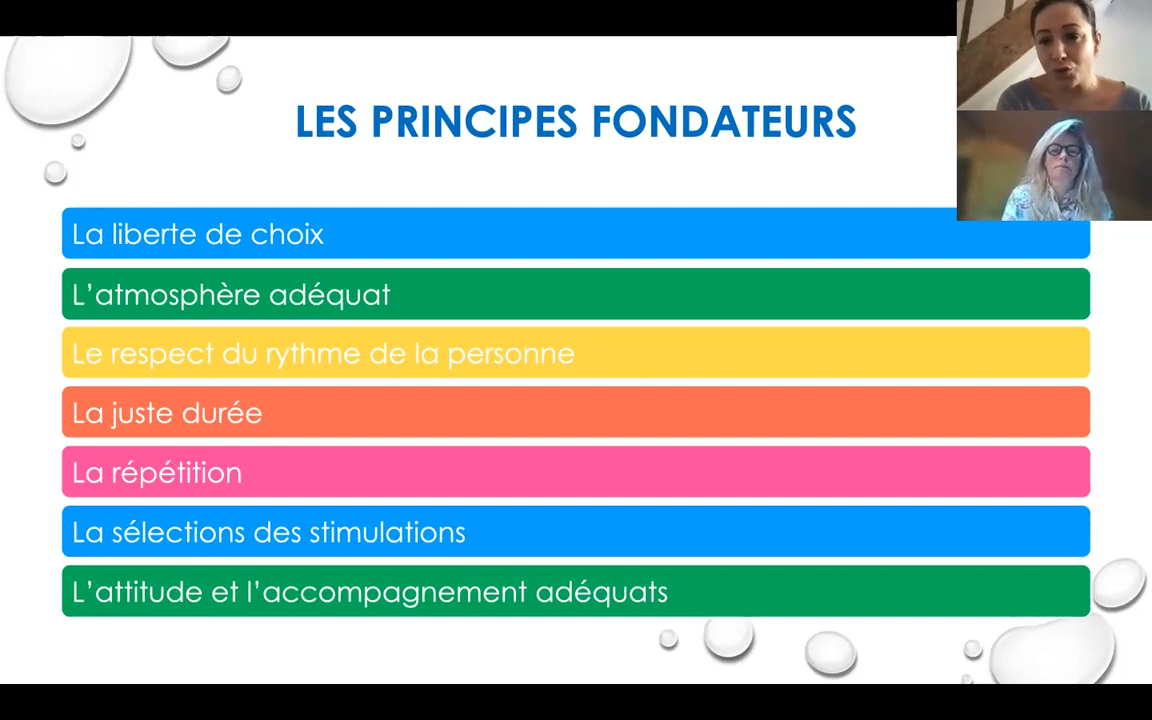 LES PRINCIPES FONDATEURS
La liberte de choix
L'atmosphère adéquat
Le respect du rythme de la personne
La juste durée
La répétition
La sélections des stimulations
L'attitude et l'accompagnement adéquats